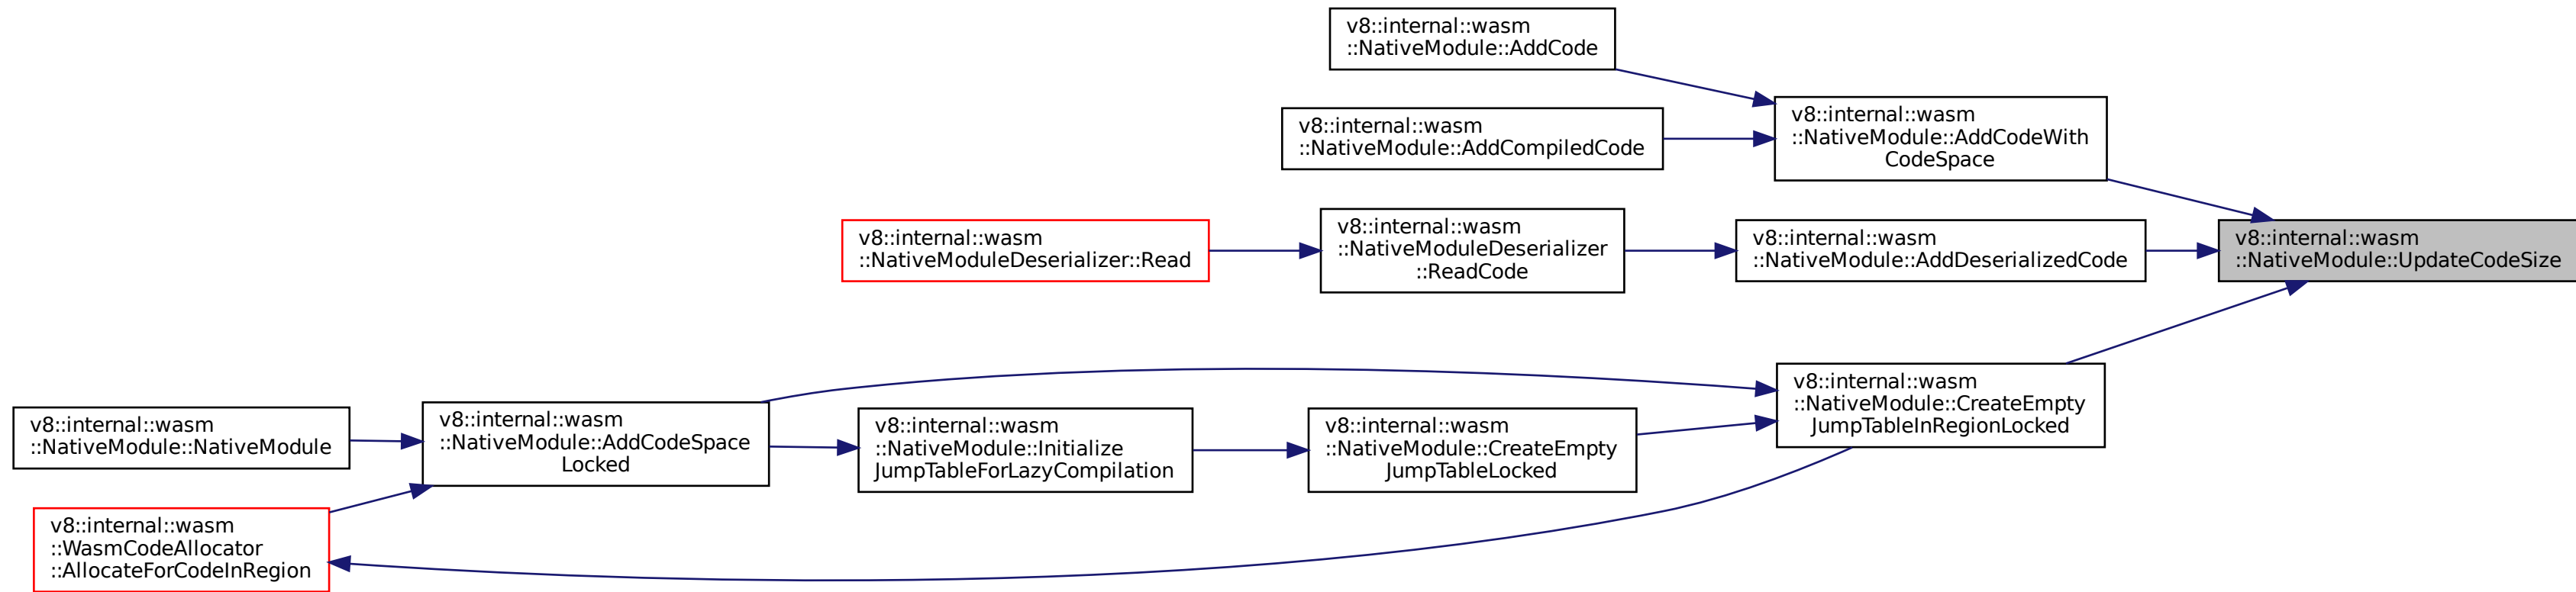 v8::internal::wasm
::NativeModule::AddCode
v8::internal::wasm
::NativeModule::AddCodeWith
CodeSpace
v8::internal::wasm
::NativeModule::AddCompiledCode
v8::internal::wasm
::NativeModuleDeserializer::Read
v8::internal::wasm
::NativeModuleDeserializer
::ReadCode
v8::internal::wasm
::NativeModule::AddDeserializedCode
v8::internal::wasm
::NativeModule::UpdateCodeSize
v8::internal::wasm
::NativeModule::CreateEmpty
JumpTableInRegionLocked
v8::internal::wasm
::NativeModule::NativeModule
v8::internal::wasm
::NativeModule::AddCodeSpace
Locked
v8::internal::wasm
::NativeModule::Initialize
JumpTableForLazyCompilation
v8::internal::wasm
::NativeModule::CreateEmpty
JumpTableLocked
v8::internal::wasm
::WasmCodeAllocator
::AllocateForCodeInRegion